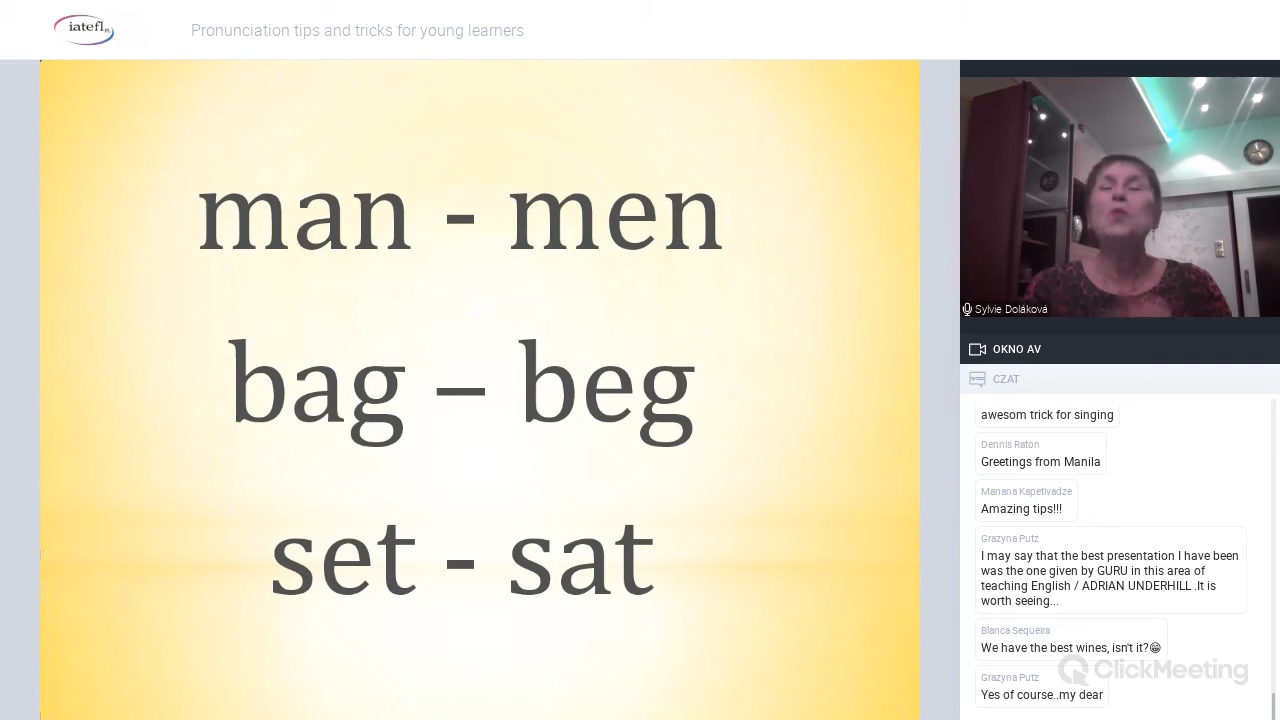 iatefl PL
Pronunciation tips and tricks for young learners
man - men
bag – beg
set - sat
Sylvie Doláková
OKNO AV
CZAT
awesom trick for singing
Dennis Raton
Greetings from Manila
Manana Kapetivadze
Amazing tips!!!
Grazyna Putz
I may say that the best presentation I have been
was the one given by GURU in this area of
teaching English / ADRIAN UNDERHILL .It is
worth seeing...
Blanca Sequeira
We have the best wines, isn't it?😁
Grazyna Putz
Yes of course..my dear
ClickMeeting